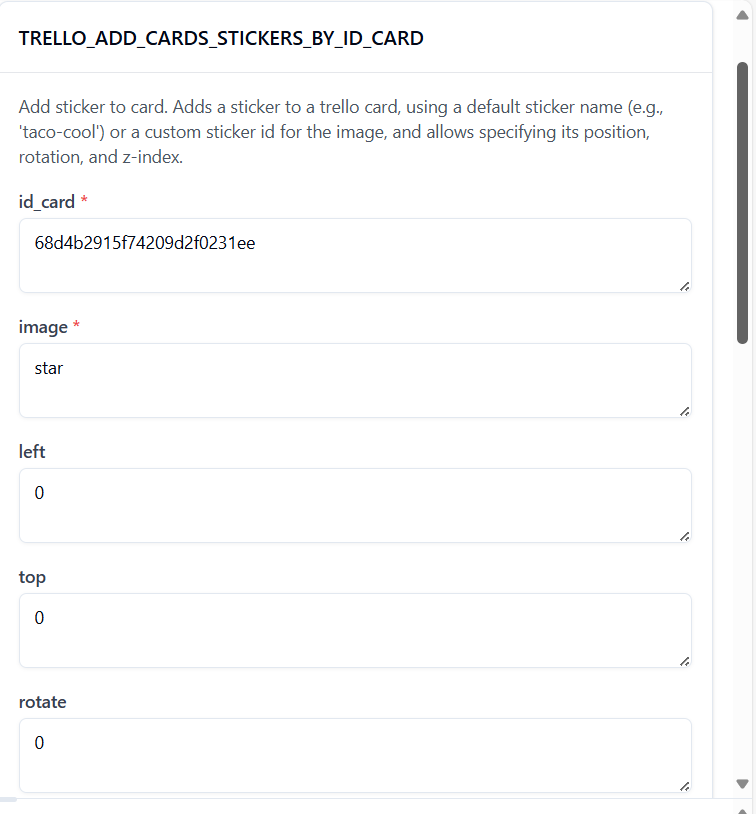 TRELLO_ADD_CARDS_STICKERS_BY_ID_CARD
Add sticker to card. Adds a sticker to a trello card, using a default sticker name (e.g.,
'taco-cool') or a custom sticker id for the image, and allows specifying its position,
rotation, and z-index.
id_card *
68d4b2915f74209d2f0231ee
image *
star
left
0
top
0
rotate
0